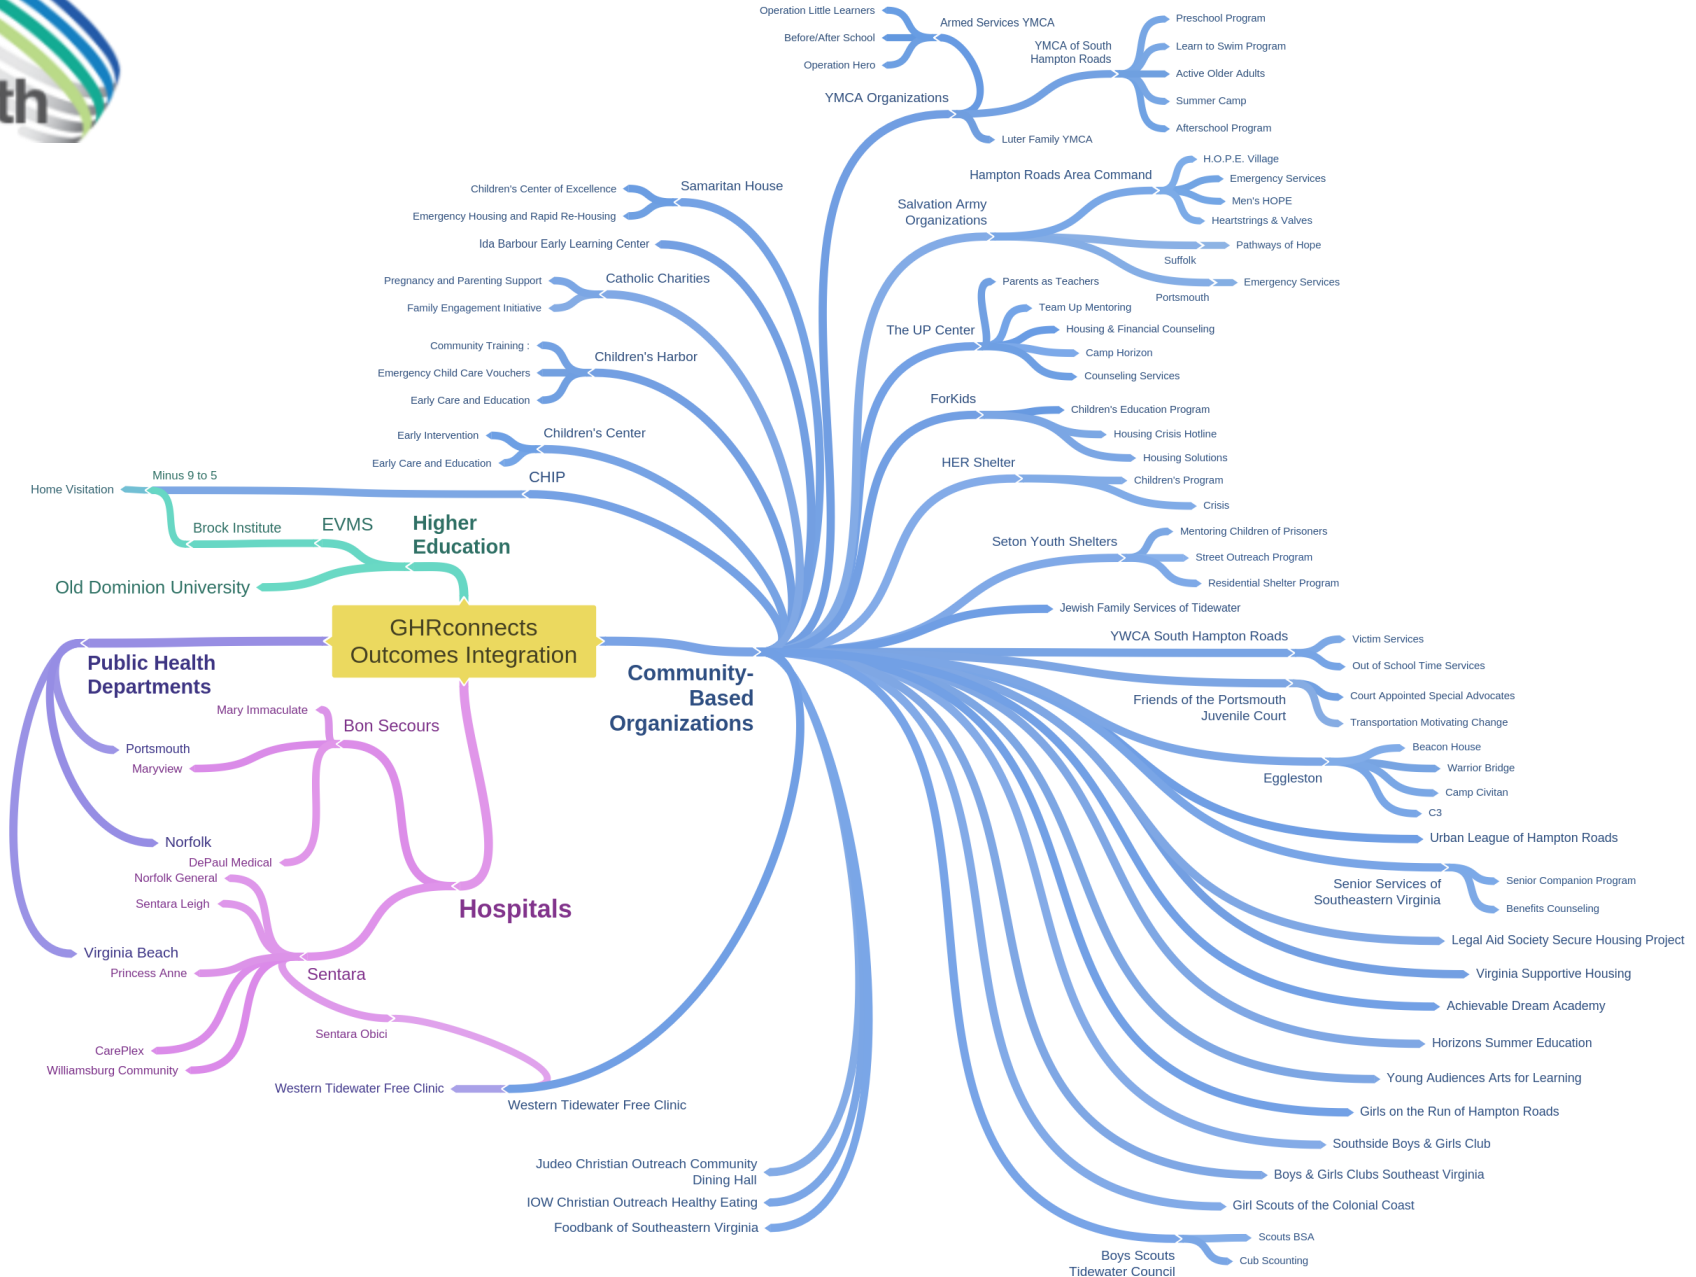 th
Operation Little Learners
Before/After School
Operation Hero
Armed Services YMCA
YMCA of South
Hampton Roads
Preschool Program
Learn to Swim Program
Active Older Adults
Summer Camp
Afterschool Program
YMCA Organizations
Luter Family YMCA
Children's Center of Excellence
Emergency Housing and Rapid Re-Housing
Samaritan House
Ida Barbour Early Learning Center
Pregnancy and Parenting Support
Family Engagement Initiative
Catholic Charities
Community Training :
Emergency Child Care Vouchers
Early Care and Education
Children's Harbor
Early Intervention
Early Care and Education
Children's Center
CHIP
Hampton Roads Area Command
H.O.P.E. Village
Emergency Services
Men's HOPE
Heartstrings & Valves
Salvation Army
Organizations
Pathways of Hope
Suffolk
Emergency Services
Portsmouth
Parents as Teachers
Team Up Mentoring
Housing & Financial Counseling
Camp Horizon
Counseling Services
The UP Center
ForKids
Children's Education Program
Housing Crisis Hotline
Housing Solutions
HER Shelter
Children's Program
Crisis
Seton Youth Shelters
Mentoring Children of Prisoners
Street Outreach Program
Residential Shelter Program
Jewish Family Services of Tidewater
YWCA South Hampton Roads
Victim Services
Out of School Time Services
Friends of the Portsmouth
Juvenile Court
Court Appointed Special Advocates
Transportation Motivating Change
Eggleston
Beacon House
Warrior Bridge
Camp Civitan
C3
Urban League of Hampton Roads
Senior Services of
Southeastern Virginia
Senior Companion Program
Benefits Counseling
Legal Aid Society Secure Housing Project
Virginia Supportive Housing
Achievable Dream Academy
Horizons Summer Education
Young Audiences Arts for Learning
Girls on the Run of Hampton Roads
Southside Boys & Girls Club
Boys & Girls Clubs Southeast Virginia
Girl Scouts of the Colonial Coast
Boys Scouts
Tidewater Council
Scouts BSA
Cub Scounting
Home Visitation
Minus 9 to 5
Brock Institute
EVMS
Higher
Education
Old Dominion University
GHRconnects
Outcomes Integration
Community-
Based
Organizations
Public Health
Departments
Portsmouth
Norfolk
Virginia Beach
Mary Immaculate
Bon Secours
Maryview
DePaul Medical
Hospitals
Norfolk General
Sentara Leigh
Princess Anne
Sentara
CarePlex
Williamsburg Community
Sentara Obici
Western Tidewater Free Clinic
Western Tidewater Free Clinic
Judeo Christian Outreach Community
Dining Hall
IOW Christian Outreach Healthy Eating
Foodbank of Southeastern Virginia